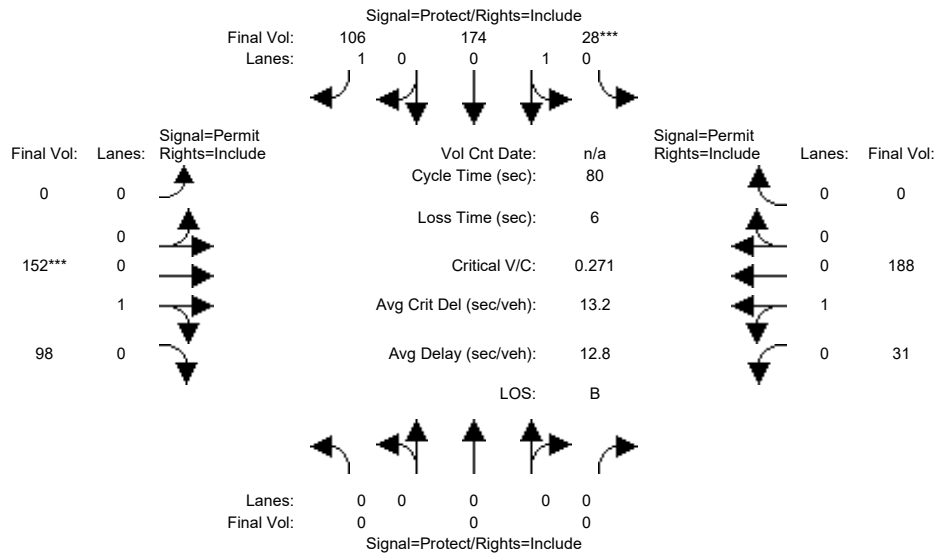 Signal=Protect/Rights=Include
Final Vol: 106 174 28***
Lanes: 1 0 0 1 0
Signal=Permit
Final Vol: Lanes: Rights=Include
Vol Cnt Date: n/a
Signal=Permit
Rights=Include Lanes: Final Vol:
Cycle Time (sec): 80
0 0
0 0
Loss Time (sec): 6
0
0
152*** 0
Critical V/C: 0.271
0 188
1
Avg Crit Del (sec/veh): 13.2
1
98 0
Avg Delay (sec/veh): 12.8
0 31
LOS: B
Lanes: 0 0 0 0 0
Final Vol: 0 0 0
Signal=Protect/Rights=Include